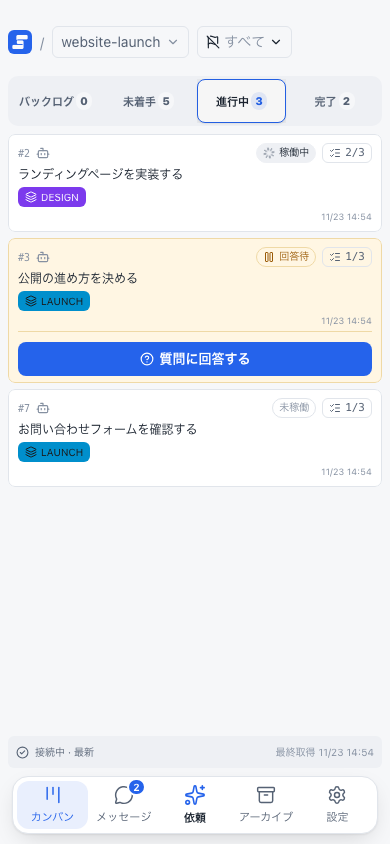 / website-launch すべて
バックログ 0 未着手 5 進行中 3 完了 2
#2 稼働中 2/3
ランディングページを実装する
DESIGN
11/23 14:54
#3 回答待 1/3
公開の進め方を決める
LAUNCH
11/23 14:54
質問に回答する
#7 未稼働 1/3
お問い合わせフォームを確認する
LAUNCH
11/23 14:54
接続中 · 最新 最終取得 11/23 14:54
2
カンバン メッセージ 依頼 アーカイブ 設定